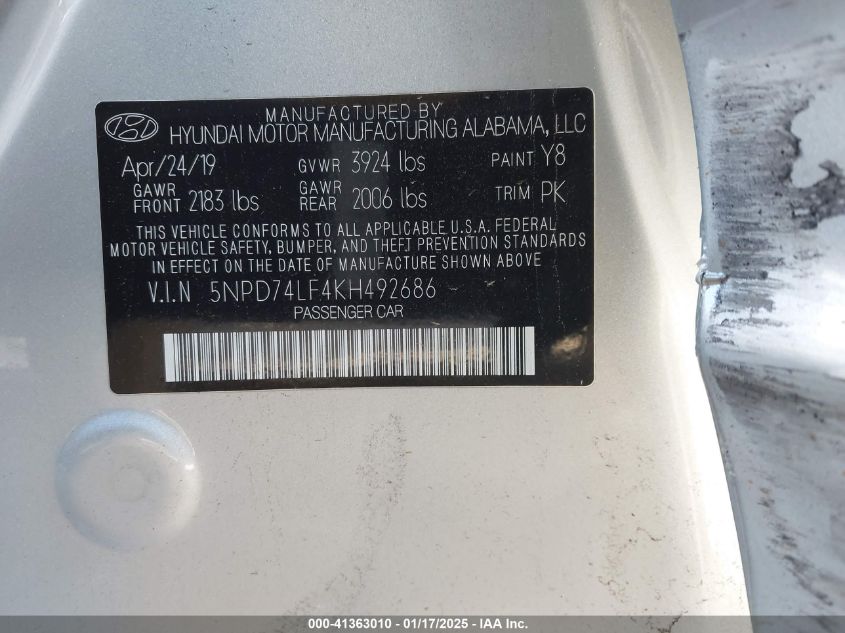 MANUFACTURED BY
HYUNDAI MOTOR MANUFACTURING ALABAMA, LLC
Apr/24/19 GVWR 3924 lbs PAINT Y8
GAWR FRONT 2183 lbs GAWR REAR 2006 lbs TRIM PK
THIS VEHICLE CONFORMS TO ALL APPLICABLE U.S.A. FEDERAL
MOTOR VEHICLE SAFETY, BUMPER, AND THEFT PREVENTION STANDARDS
IN EFFECT ON THE DATE OF MANUFACTURE SHOWN ABOVE
V.I.N 5NPD74LF4KH492686
PASSENGER CAR
000-41363010 - 01/17/2025 - IAA Inc.